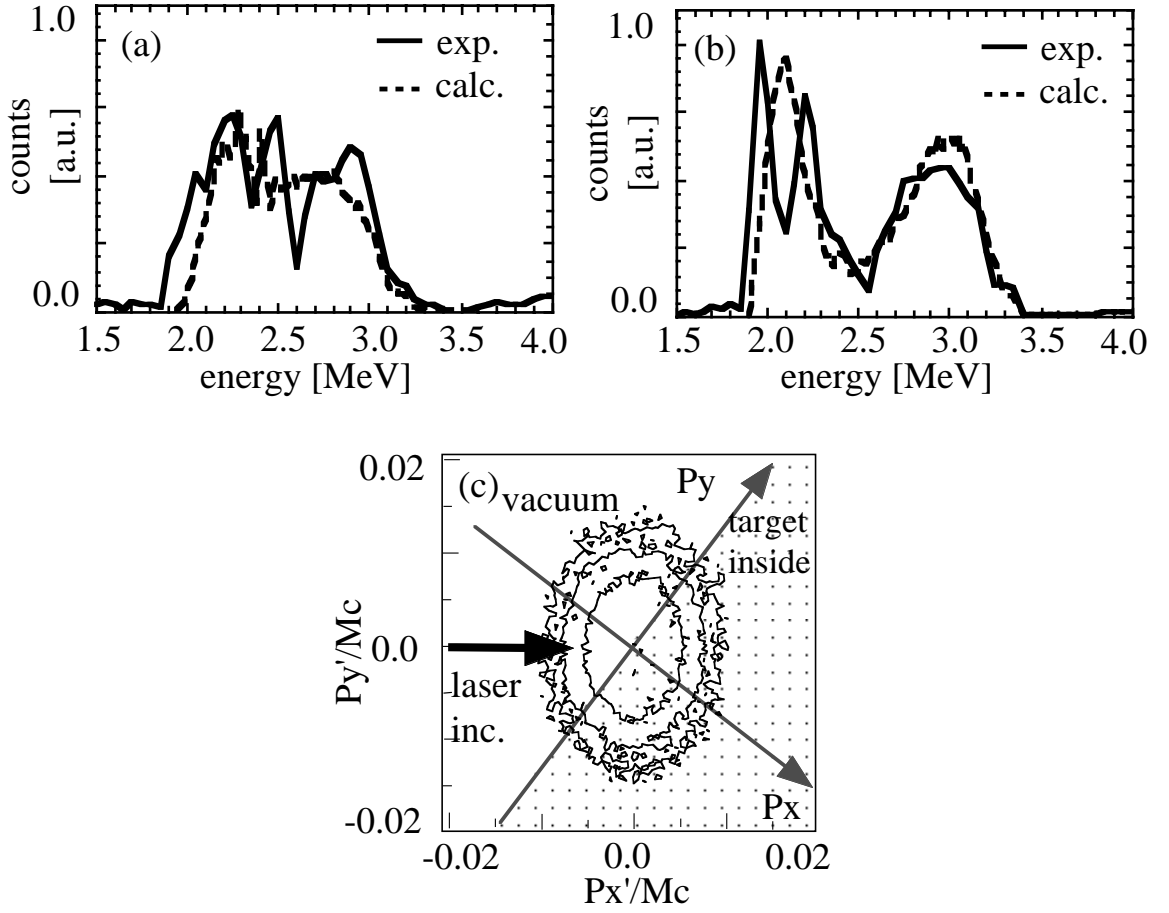 1.0
(a)
exp.
calc.
counts
[a.u.]
0.0
1.5 2.0 2.5 3.0 3.5 4.0
energy [MeV]
1.0
(b)
exp.
calc.
counts
[a.u.]
0.0
1.5 2.0 2.5 3.0 3.5 4.0
energy [MeV]
0.02
(c)
vacuum
Py
target
inside
Py'/Mc
0.0
laser
inc.
Px
-0.02
-0.02 0.0 0.02
Px'/Mc